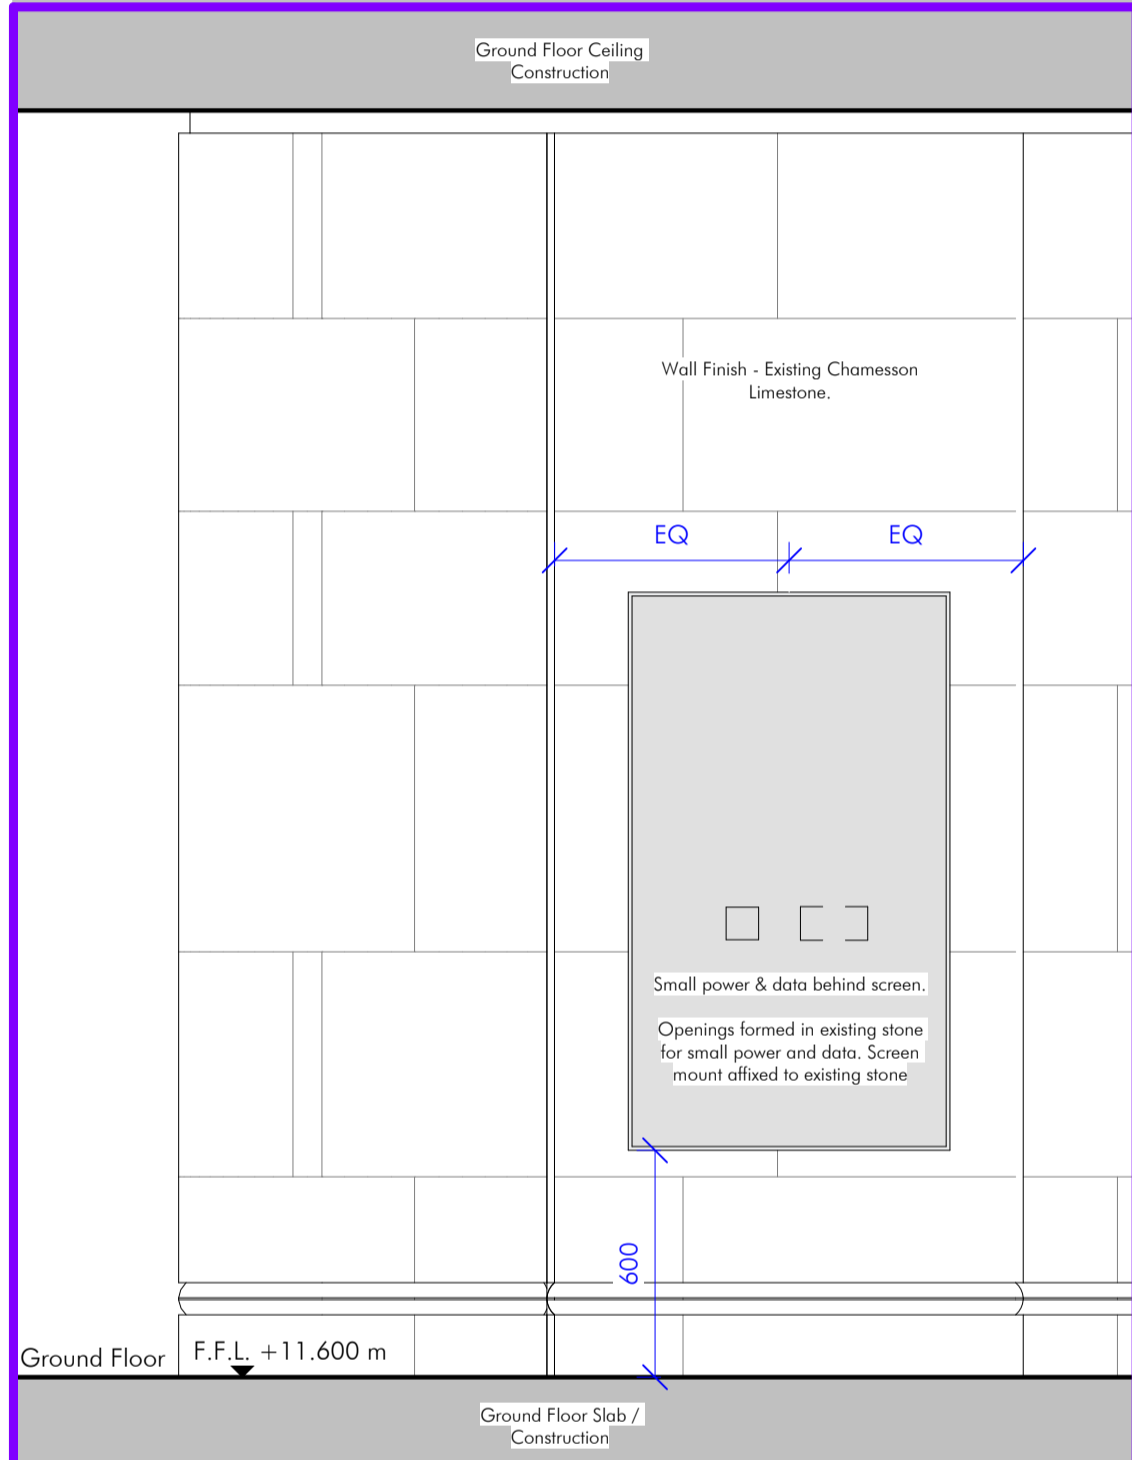 Ground Floor Ceiling
Construction
Wall Finish - Existing Chamesson
Limestone.
EQ
EQ
Small power & data behind screen.
Openings formed in existing stone
for small power and data. Screen
mount affixed to existing stone
600
Ground Floor
F.F.L. +11.600 m
Ground Floor Slab /
Construction